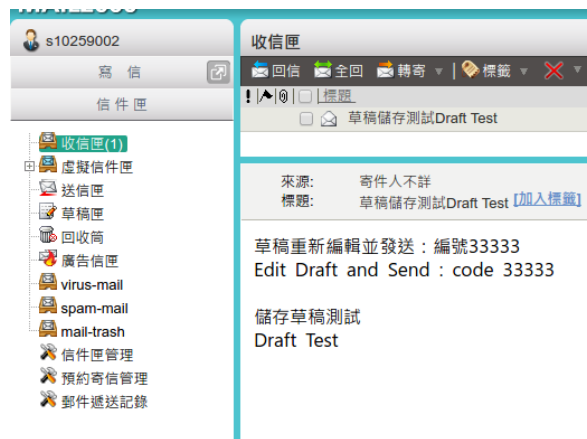 MAIL2000
s10259002
寫 信
信件匣
收信匣(1)
虛擬信件匣
送信匣
草稿匣
回收筒
廣告信匣
virus-mail
spam-mail
mail-trash
信件匣管理
預約寄信管理
郵件遞送記錄
收信匣
回信 全回 轉寄 ▼ | 標籤 ▼
標題
草稿儲存測試Draft Test
來源: 寄件人不詳
標題: 草稿儲存測試Draft Test [加入標籤]
草稿重新編輯並發送：編號33333
Edit Draft and Send : code 33333
儲存草稿測試
Draft Test